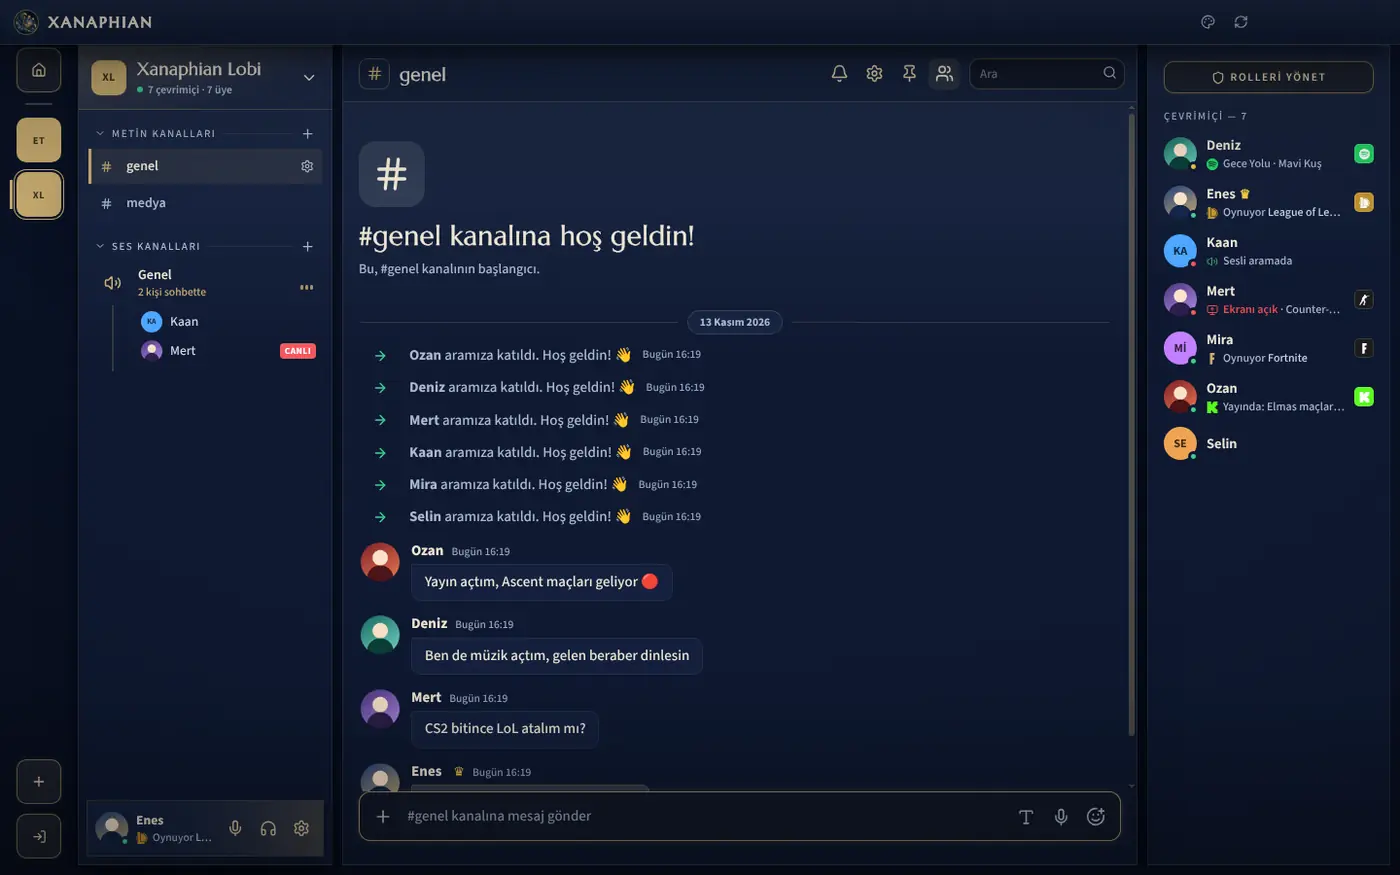 XANAPHIAN
ET
XL
XL
Xanaphian Lobi
7 çevrimiçi · 7 üye
METİN KANALLARI
# genel
# medya
SES KANALLARI
Genel
2 kişi sohbette
KA Kaan
Mert CANLI
Enes
Oynuyor L...
# genel
Ara
#
#genel kanalına hoş geldin!
Bu, #genel kanalının başlangıcı.
13 Kasım 2026
Ozan aramıza katıldı. Hoş geldin! 👋 Bugün 16:19
Deniz aramıza katıldı. Hoş geldin! 👋 Bugün 16:19
Mert aramıza katıldı. Hoş geldin! 👋 Bugün 16:19
Kaan aramıza katıldı. Hoş geldin! 👋 Bugün 16:19
Mira aramıza katıldı. Hoş geldin! 👋 Bugün 16:19
Selin aramıza katıldı. Hoş geldin! 👋 Bugün 16:19
Ozan Bugün 16:19
Yayın açtım, Ascent maçları geliyor 🔴
Deniz Bugün 16:19
Ben de müzik açtım, gelen beraber dinlesin
Mert Bugün 16:19
CS2 bitince LoL atalım mı?
Enes Bugün 16:19
#genel kanalına mesaj gönder
ROLLERİ YÖNET
ÇEVRİMİÇİ — 7
Deniz
Gece Yolu · Mavi Kuş
Enes
Oynuyor League of Le...
KA
Kaan
Sesli aramada
Mert
Ekranı açık · Counter-...
Mİ
Mira
Oynuyor Fortnite
Ozan
Yayında: Elmas maçlar...
SE
Selin